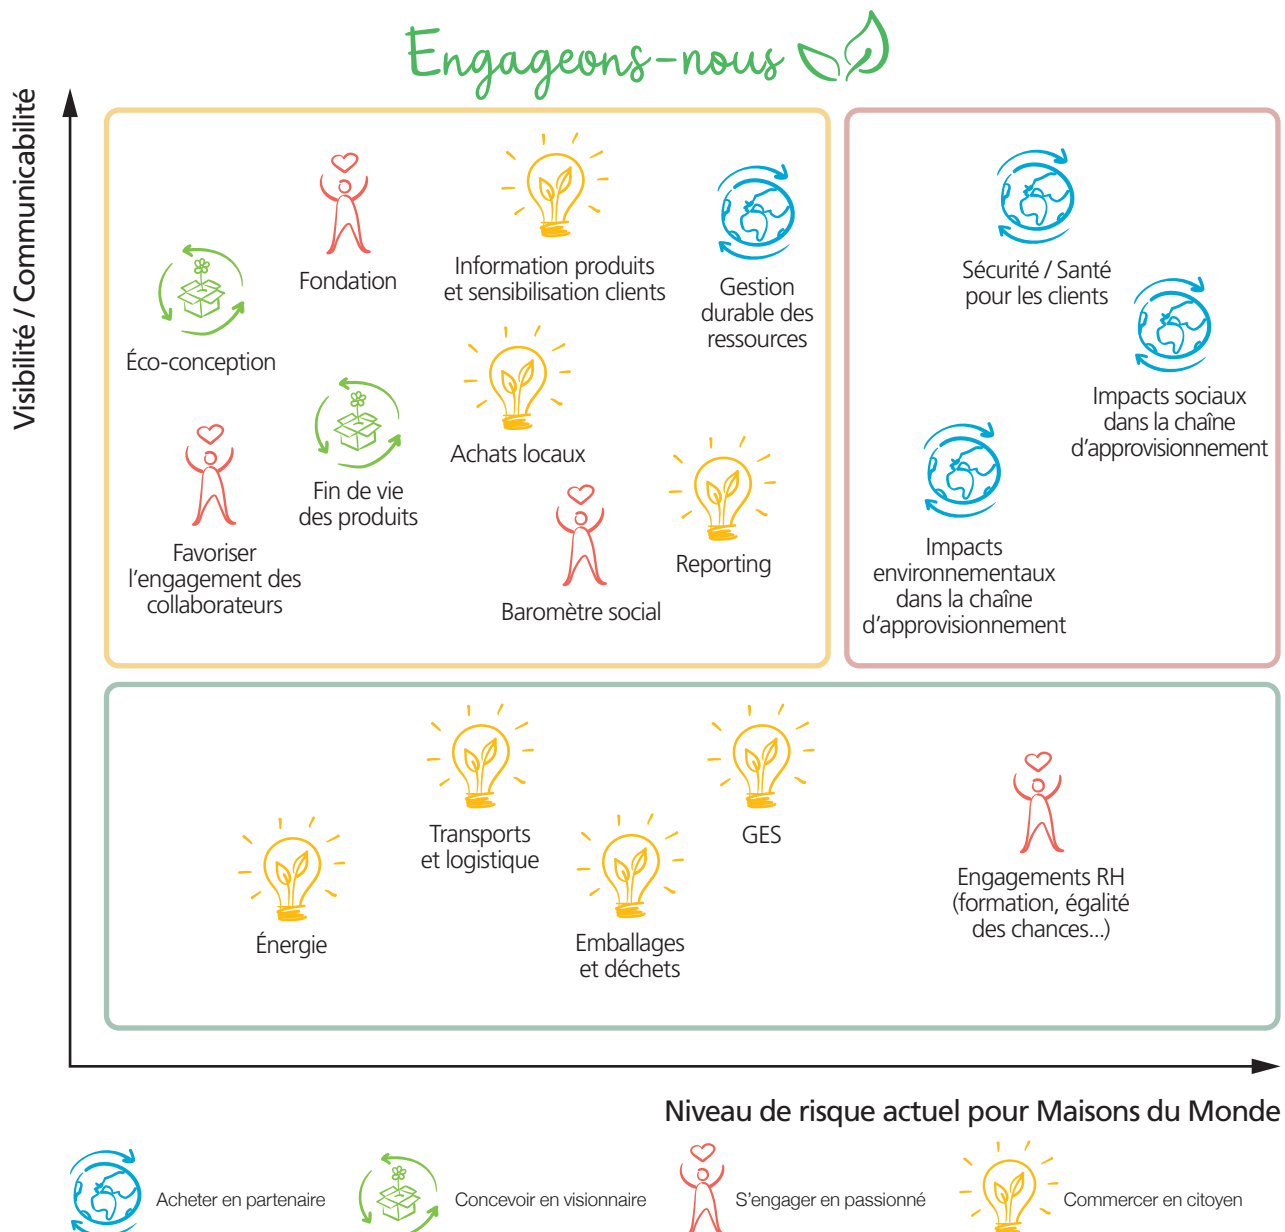 Engageons-nous
Visibilité / Communicabilité
Fondation
Information produits
et sensibilisation clients
Gestion
durable des
ressources
Éco-conception
Achats locaux
Fin de vie
des produits
Favoriser
l'engagement des
collaborateurs
Baromètre social
Reporting
Sécurité / Santé
pour les clients
Impacts sociaux
dans la chaîne
d'approvisionnement
Impacts
environnementaux
dans la chaîne
d'approvisionnement
Transports
et logistique
GES
Énergie
Emballages
et déchets
Engagements RH
(formation, égalité
des chances...)
Niveau de risque actuel pour Maisons du Monde
Acheter en partenaire
Concevoir en visionnaire
S'engager en passionné
Commercer en citoyen